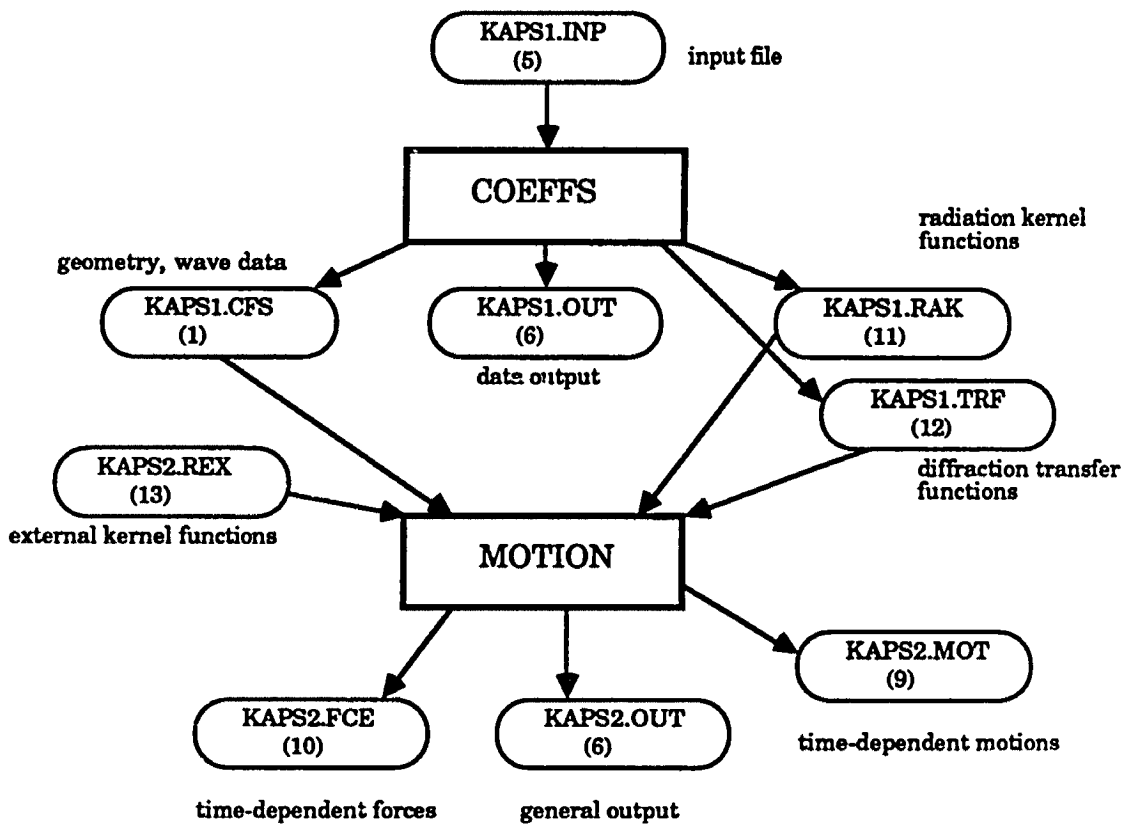 KAPS1.INP
(5)
input file
COEFFS
radiation kernel
functions
geometry, wave data
KAPS1.CFS
(1)
KAPS1.OUT
(6)
data output
KAPS1.RAK
(11)
KAPS1.TRF
(12)
diffraction transfer
functions
KAPS2.REX
(13)
external kernel functions
MOTION
KAPS2.MOT
(9)
time-dependent motions
KAPS2.FCE
(10)
time-dependent forces
KAPS2.OUT
(6)
general output